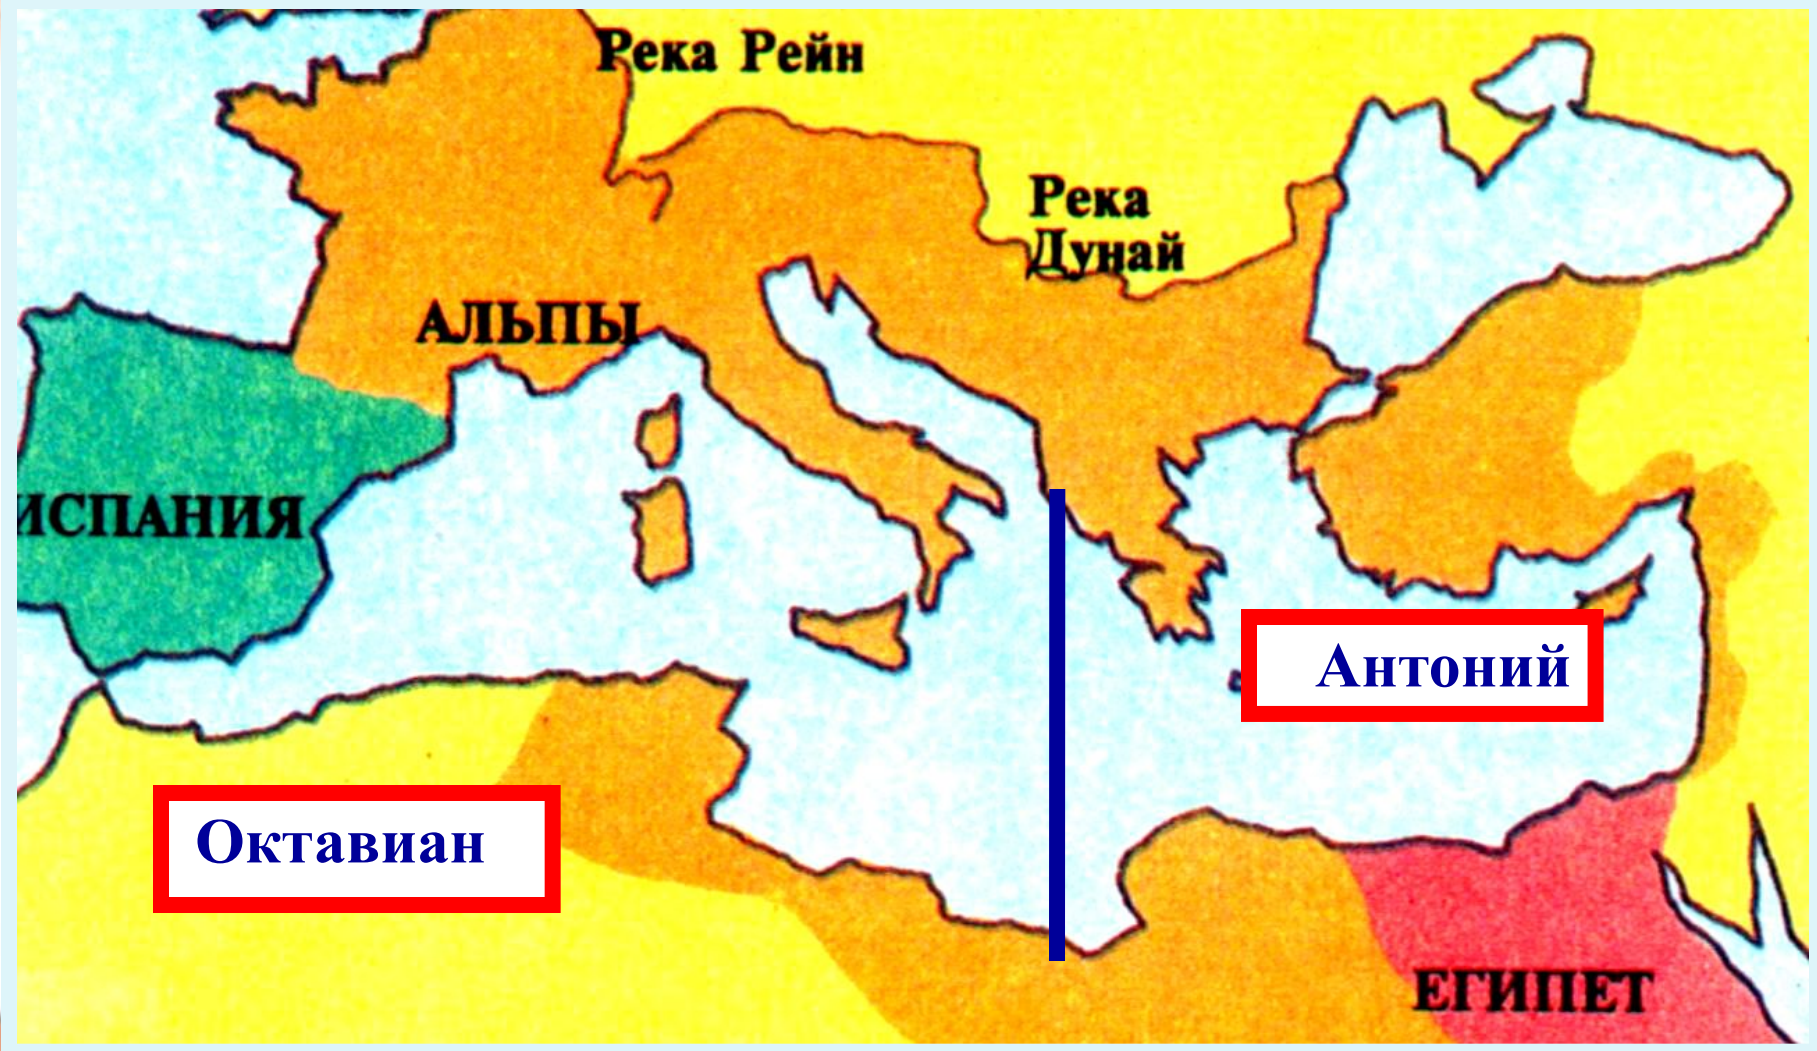 Река Рейн
Река
Дунай
АЛЬПЫ
ИСПАНИЯ
Антоний
Октавиан
ЕГИПЕТ